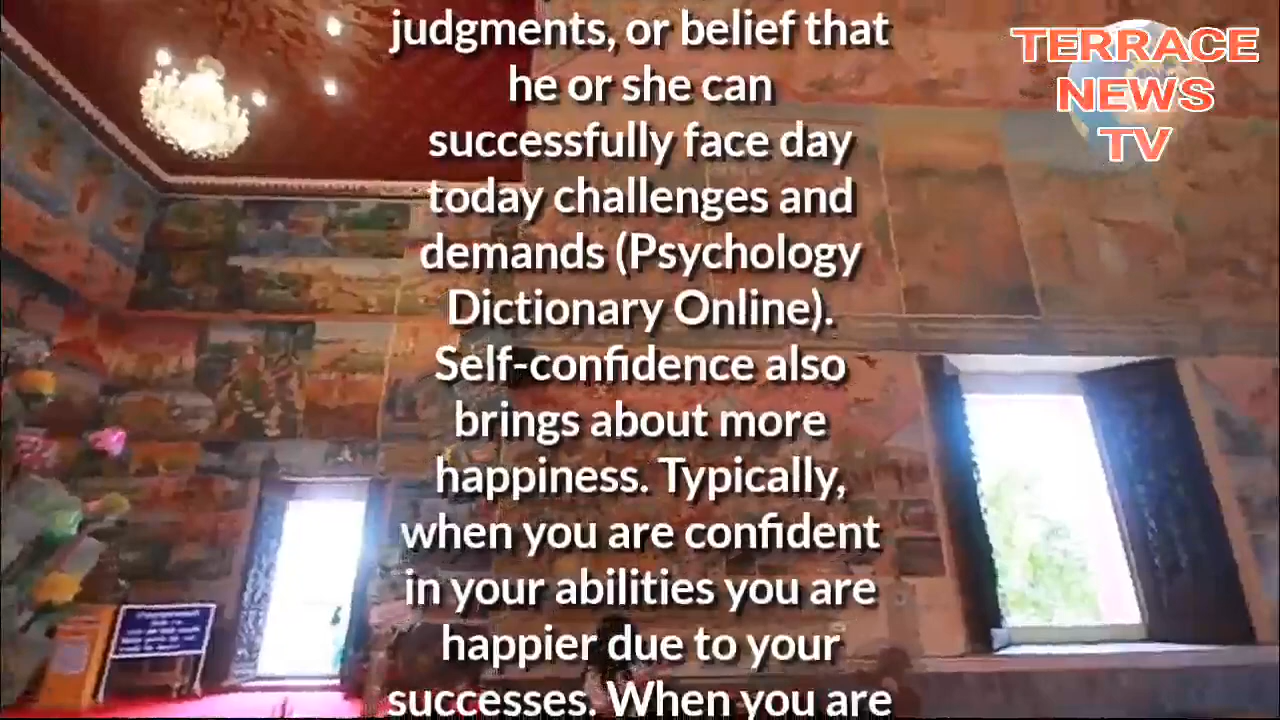 judgments, or belief that
he or she can
successfully face day
today challenges and
demands (Psychology
Dictionary Online).
Self-confidence also
brings about more
happiness. Typically,
when you are confident
in your abilities you are
happier due to your
successes. When you are
TERRACE
NEWS
TV